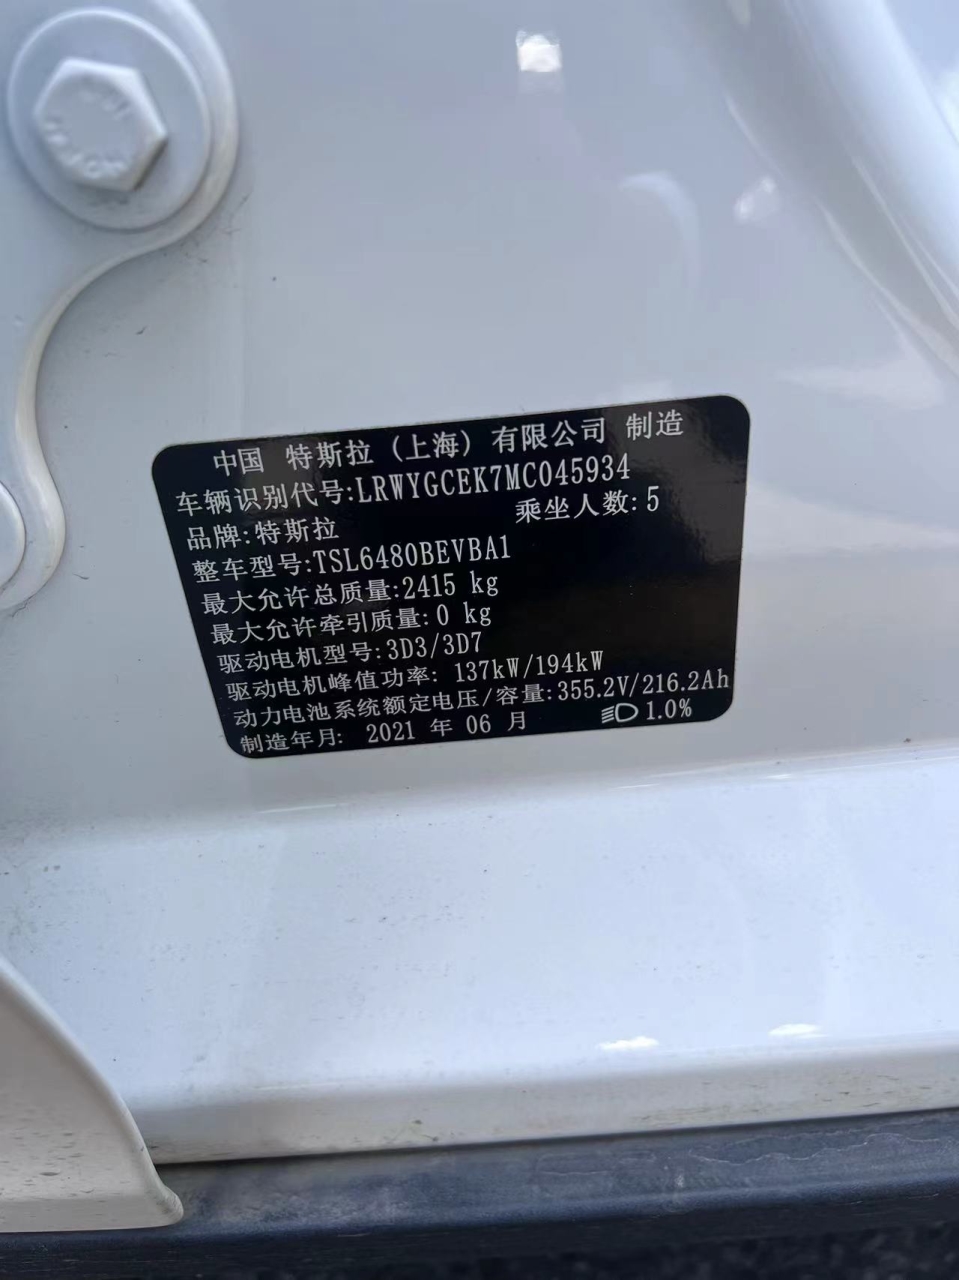 中国 特斯拉(上海)有限公司 制造
车辆识别代号:LRWYGCEK7MC045934
品牌:特斯拉 乘坐人数:5
整车型号:TSL6480BEVBA1
最大允许总质量:2415 kg
最大允许牵引质量:0 kg
驱动电机型号:3D3/3D7
驱动电机峰值功率: 137kW/194kW
动力电池系统额定电压/容量:355.2V/216.2Ah
制造年月: 2021 年 06 月 1.0%